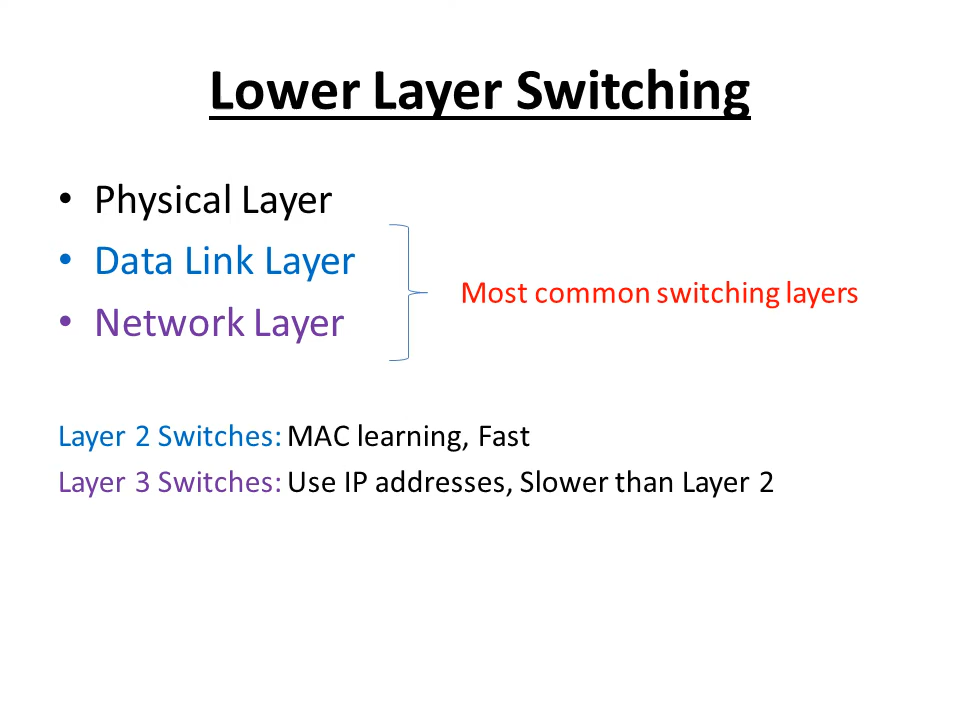 Lower Layer Switching
• Physical Layer
• Data Link Layer
• Network Layer
Most common switching layers
Layer 2 Switches: MAC learning, Fast
Layer 3 Switches: Use IP addresses, Slower than Layer 2